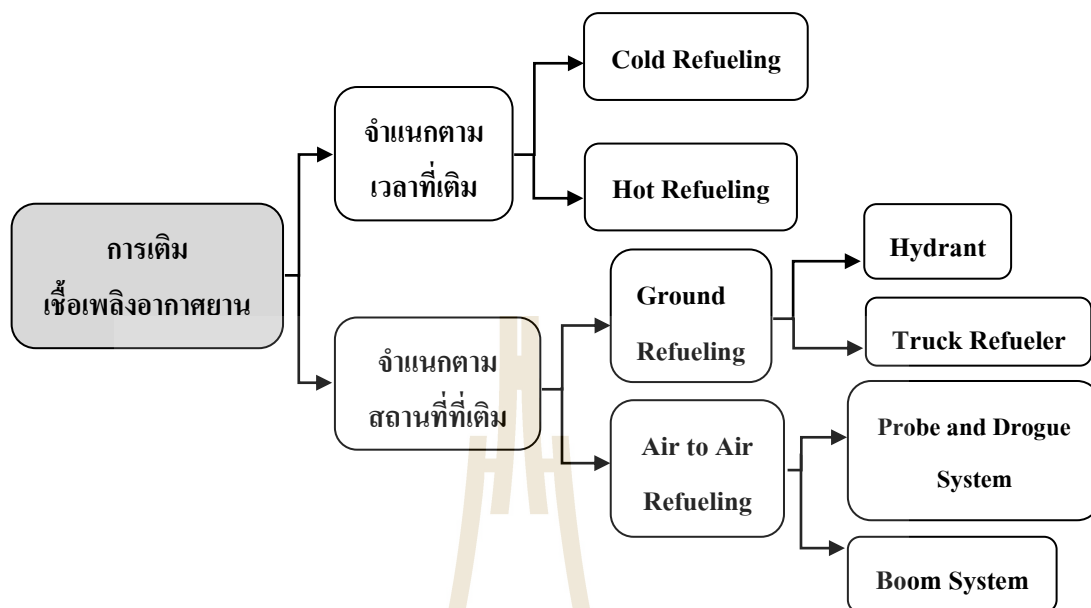 การเติม
เชื้อเพลิงอากาศยาน
จำแนกตาม
เวลาที่เติม
Cold Refueling
Hot Refueling
จำแนกตาม
สถานที่ที่เติม
Ground
Refueling
Hydrant
Truck Refueler
Air to Air
Refueling
Probe and Drogue
System
Boom System